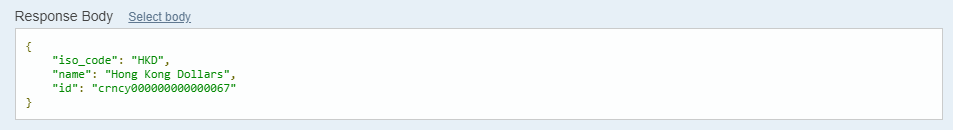 Response Body Select body
{
    "iso_code": "HKD",
    "name": "Hong Kong Dollars",
    "id": "crncy000000000000067"
}